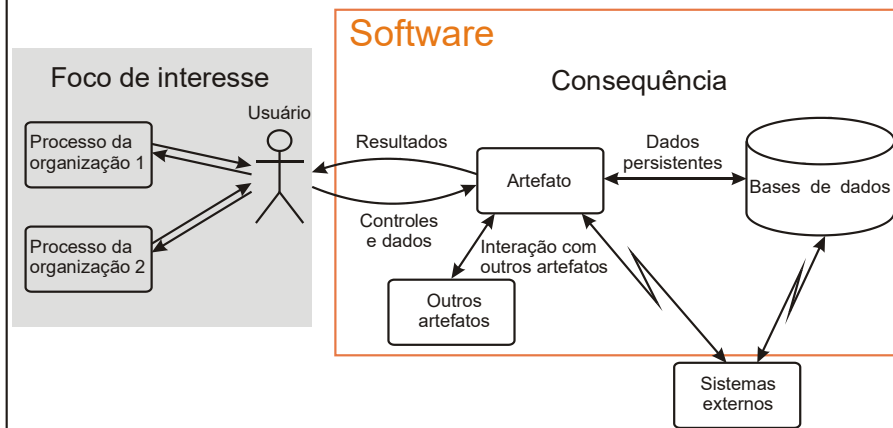 Software
Foco de interesse
Consequência
Usuário
Processo da
organização 1
Resultados
Dados
persistentes
Artefato
Bases de dados
Controles
e dados
Processo da
organização 2
Interação com
outros artefatos
Outros
artefatos
Sistemas
externos